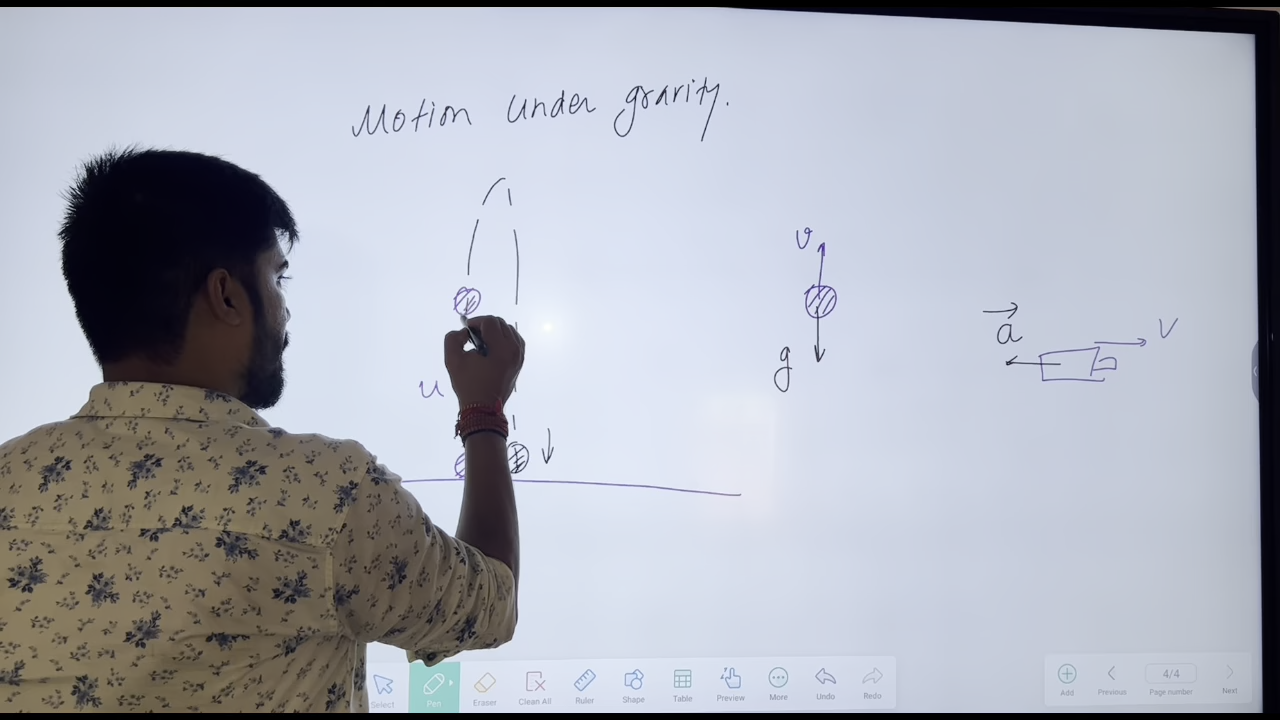 Motion under gravity.
v
g
u
a
V
Select
Pen
Eraser
Clean All
Ruler
Shape
Table
Preview
More
Undo
Redo
Add
Previous
4/4
Page number
Next